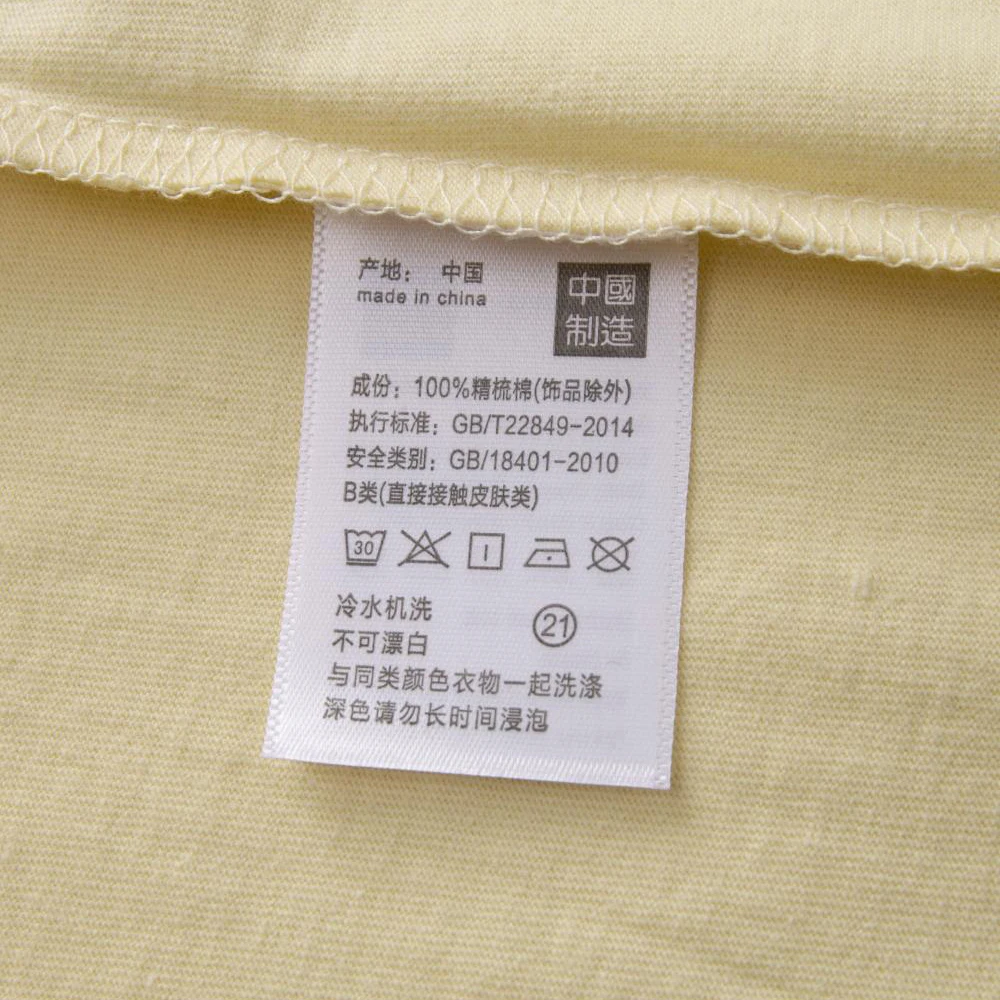 产地： 中国
made in china
中國
制造
成份：100%精梳棉(饰品除外)
执行标准：GB/T22849-2014
安全类别：GB/18401-2010
B类(直接接触皮肤类)
30
冷水机洗
21
不可漂白
与同类颜色衣物一起洗涤
深色请勿长时间浸泡